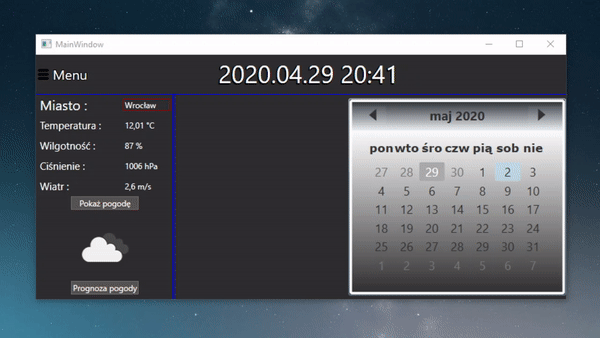 MainWindow
Menu
2020.04.29 20:41
Miasto :
Wrocław
Temperatura :
12,01 °C
Wilgotność :
87 %
Ciśnienie :
1006 hPa
Wiatr :
2,6 m/s
Pokaż pogodę
Prognoza pogody
maj 2020
pon wto śro czw pią sob nie
27 28 29 30 1 2 3
4 5 6 7 8 9 10
11 12 13 14 15 16 17
18 19 20 21 22 23 24
25 26 27 28 29 30 31
1 2 3 4 5 6 7